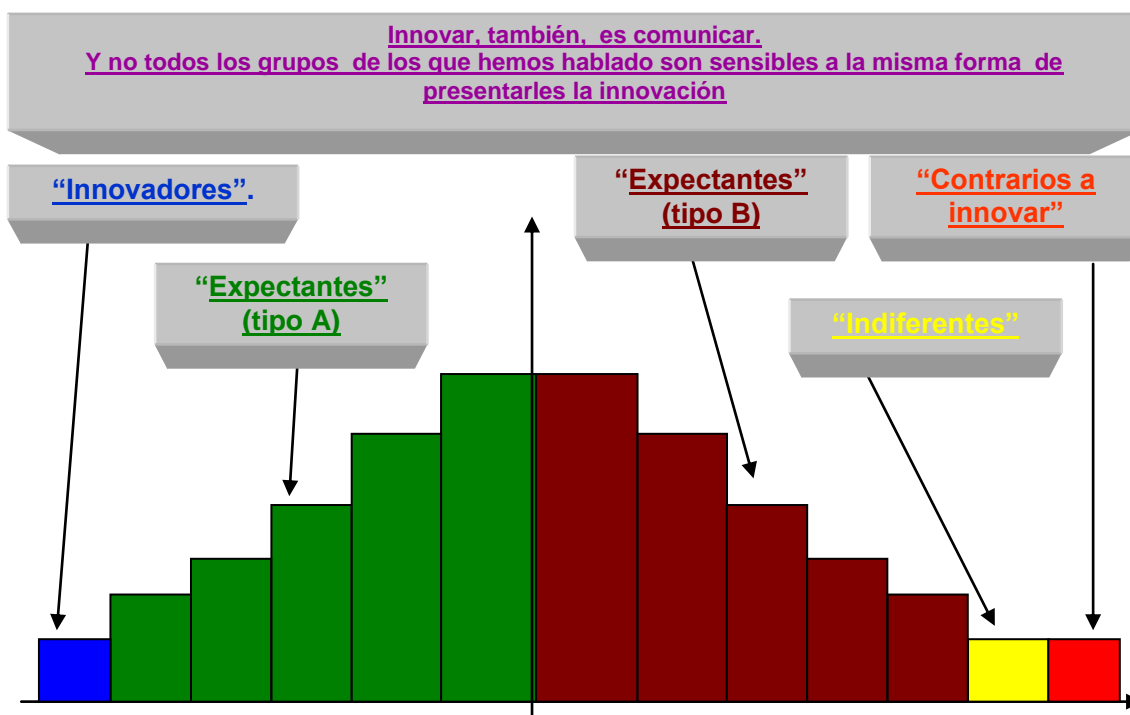 Innovar, también,  es comunicar.
Y no todos los grupos  de los que hemos hablado son sensibles a la misma forma  de
presentarles la innovación
“Innovadores”.
“Expectantes”
(tipo B)
“Contrarios a
innovar”
“Expectantes”
(tipo A)
“Indiferentes”